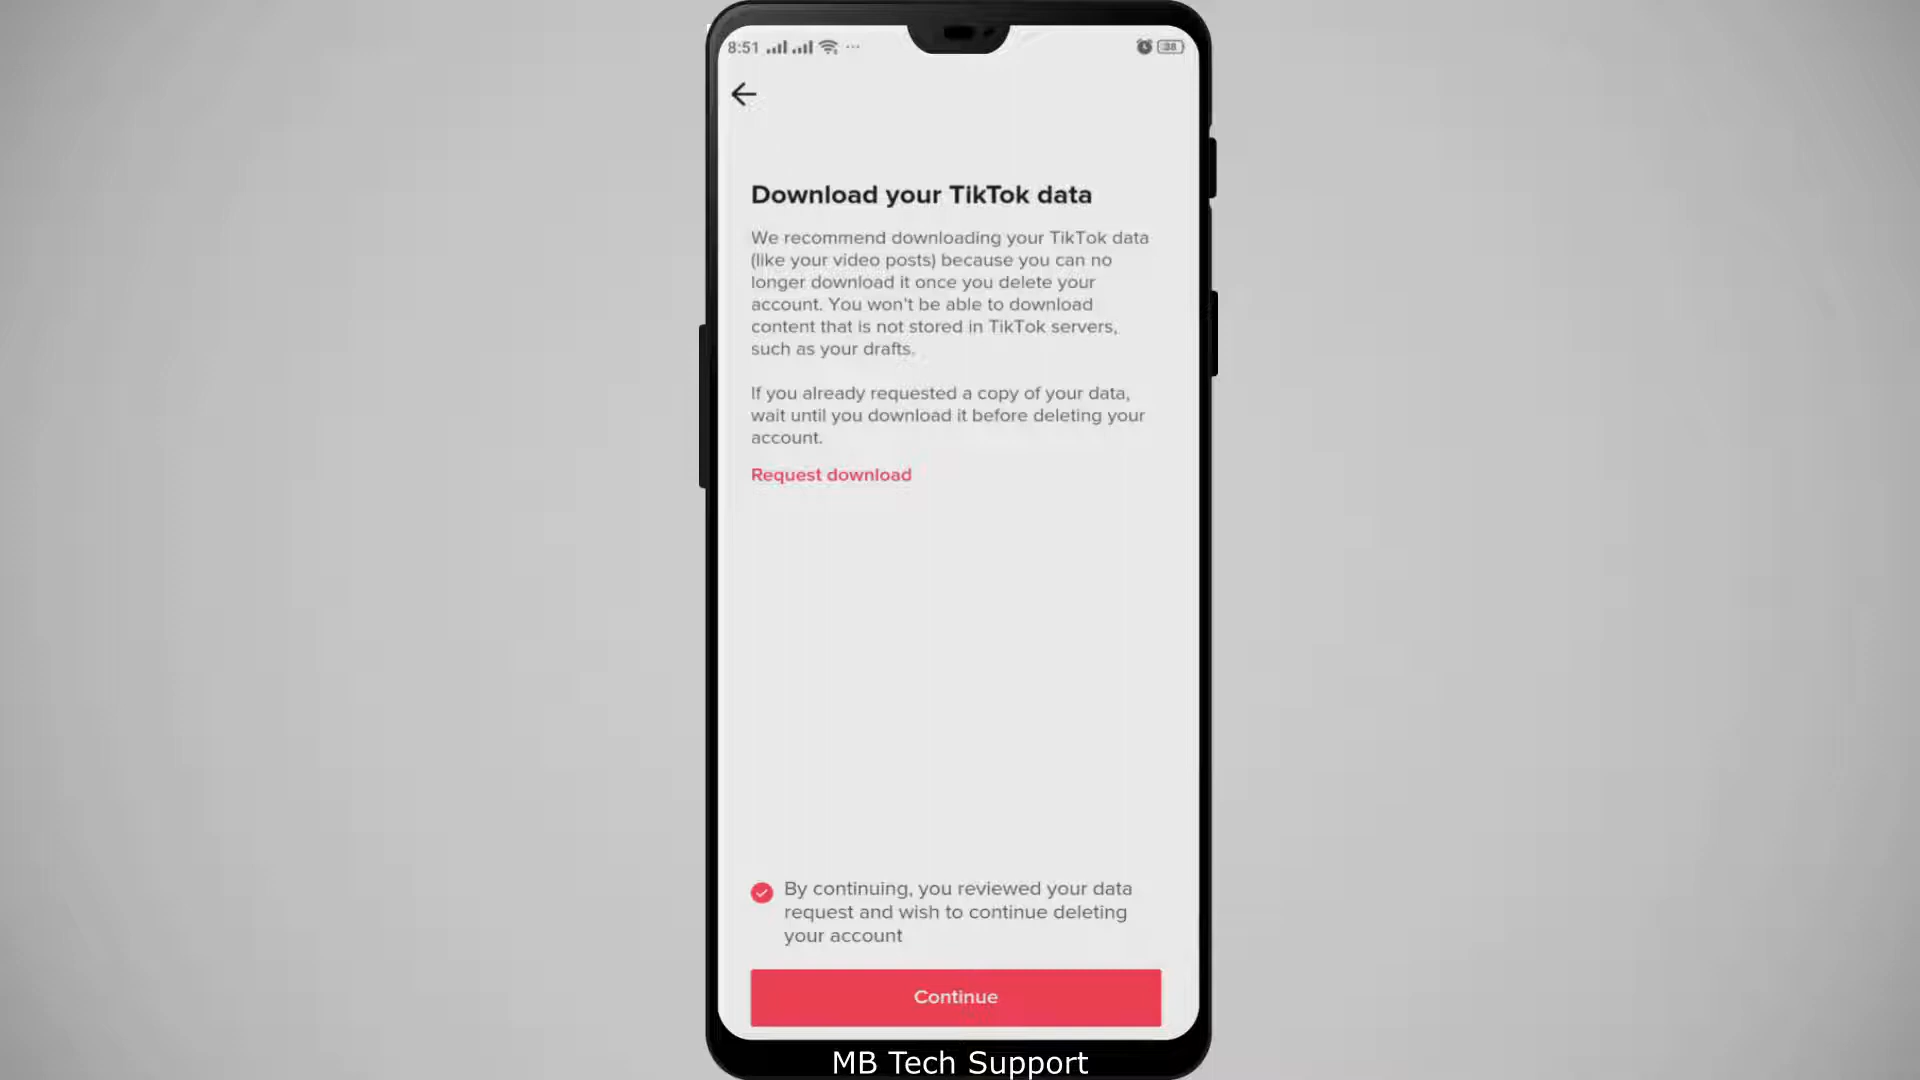 8:51
38
Download your TikTok data
We recommend downloading your TikTok data
(like your video posts) because you can no
longer download it once you delete your
account. You won't be able to download
content that is not stored in TikTok servers,
such as your drafts.
If you already requested a copy of your data,
wait until you download it before deleting your
account.
Request download
By continuing, you reviewed your data
request and wish to continue deleting
your account
Continue
MB Tech Support